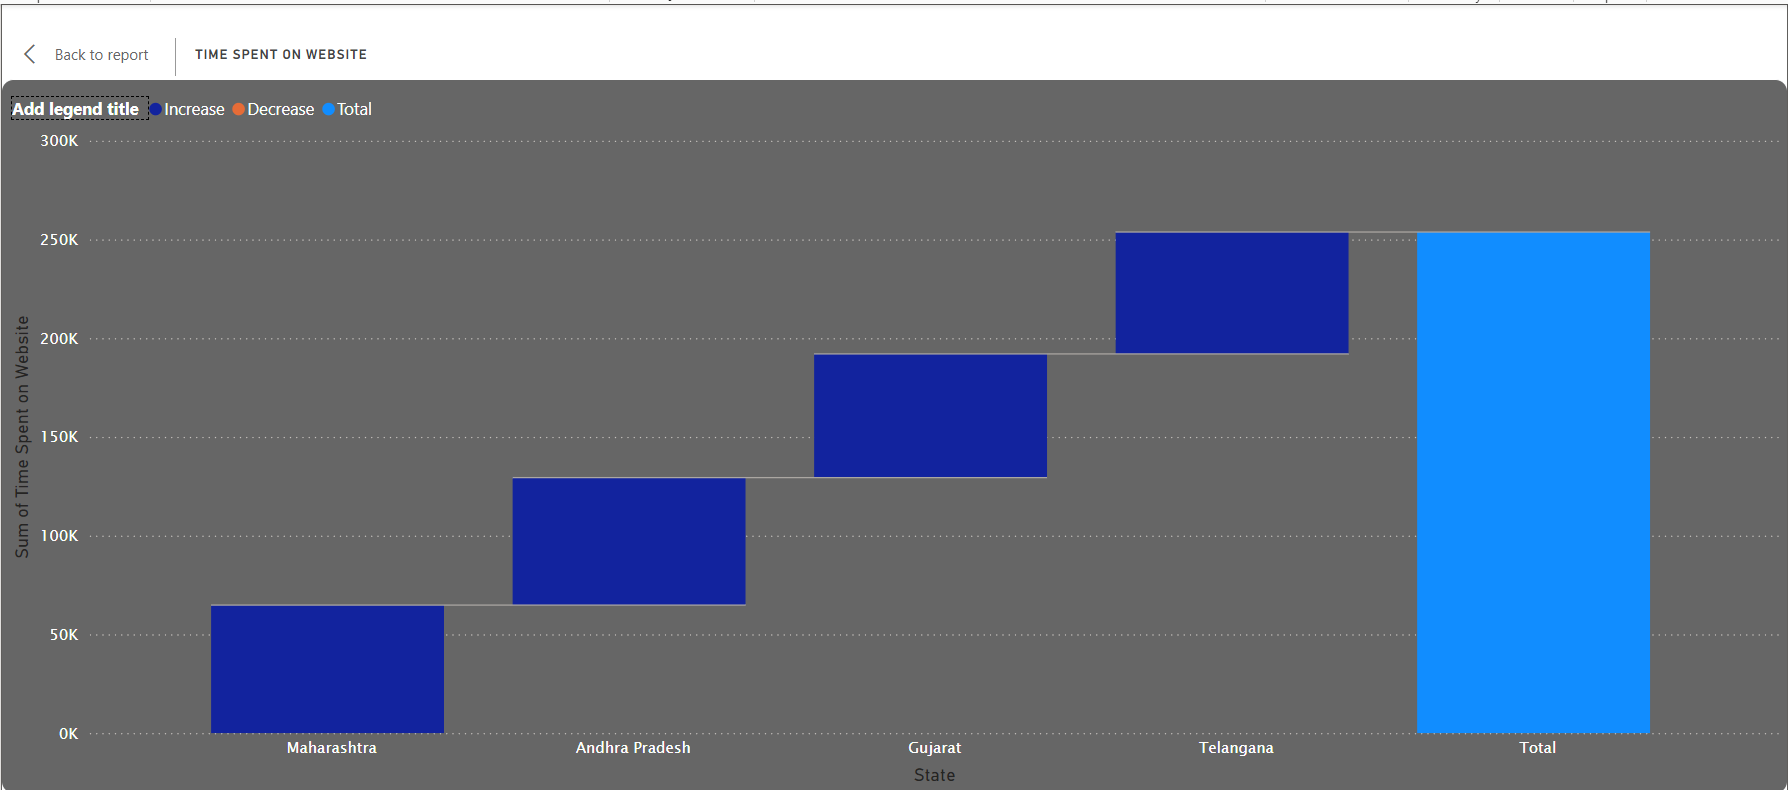 Back to report
TIME SPENT ON WEBSITE
Add legend title Increase Decrease Total
300K
250K
200K
150K
100K
50K
0K
Sum of Time Spent on Website
Maharashtra Andhra Pradesh Gujarat Telangana Total
State